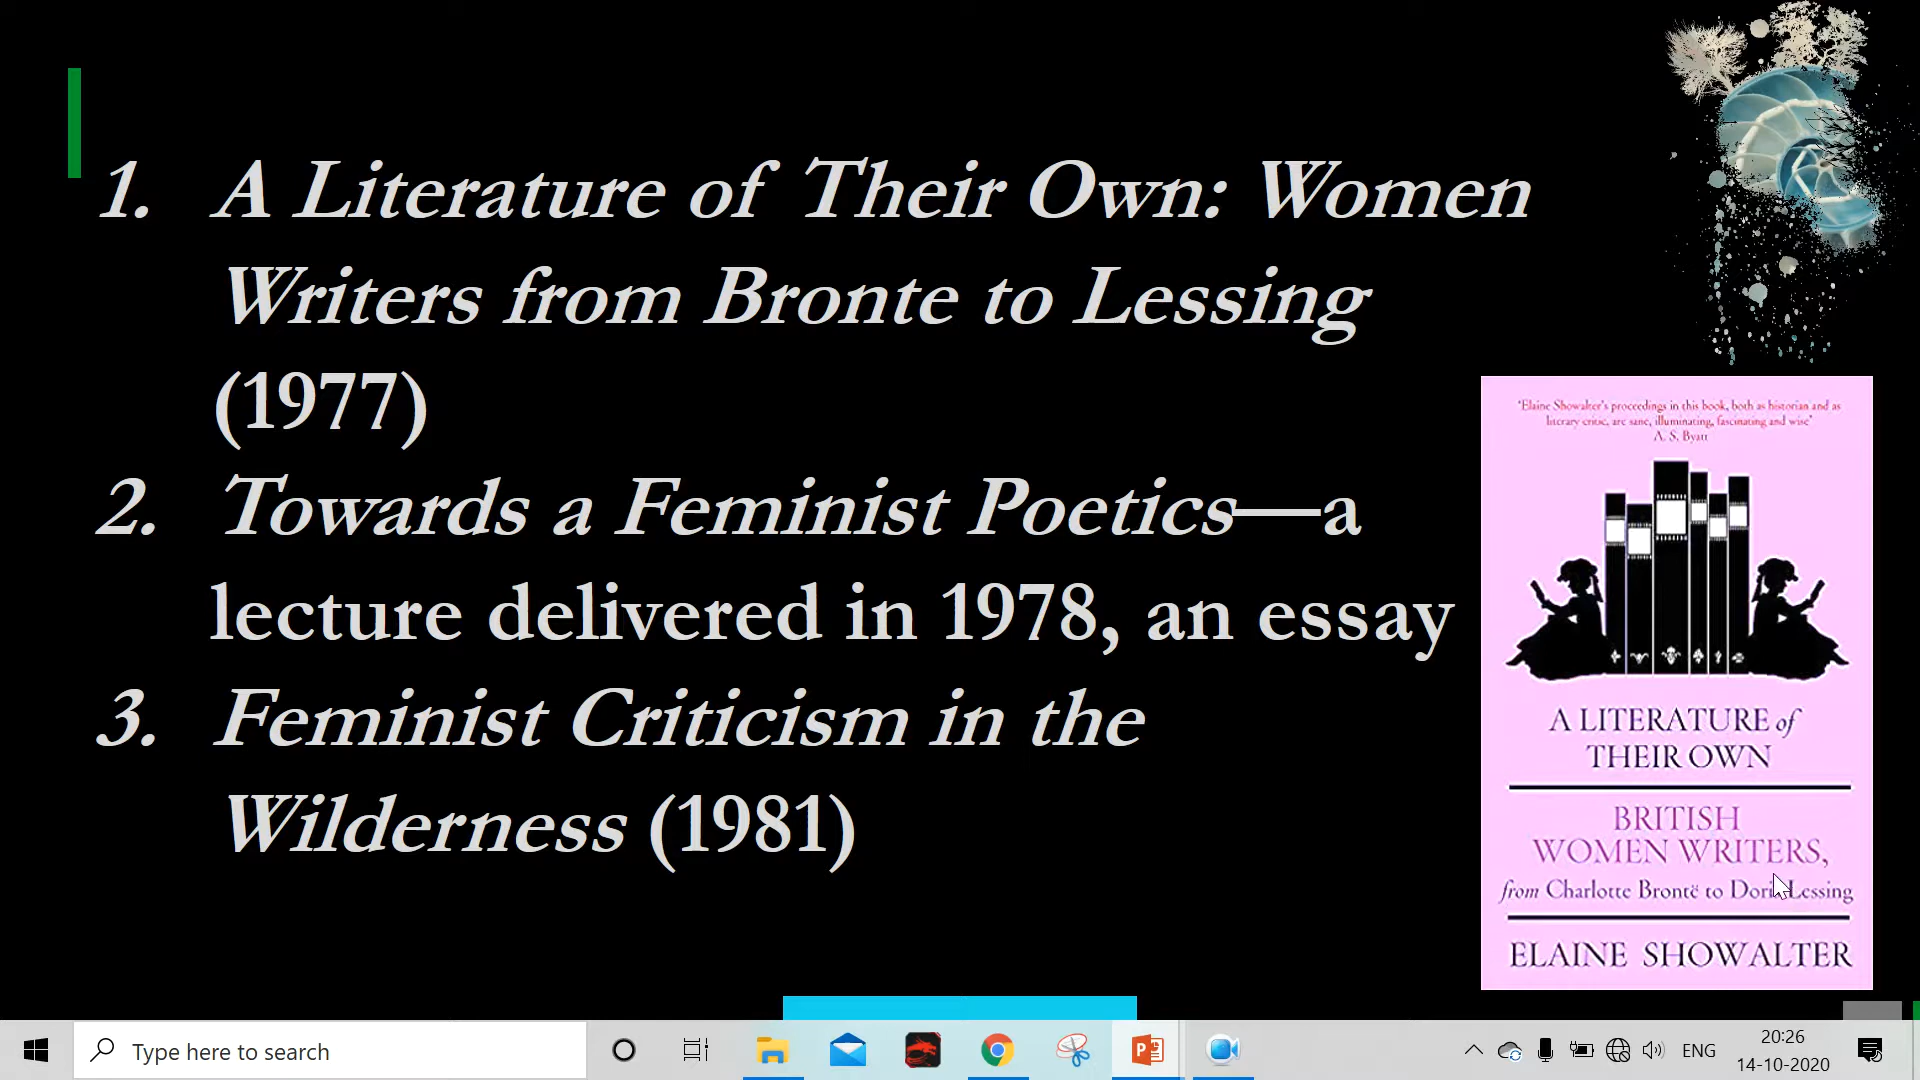 1. A Literature of Their Own: Women
Writers from Bronte to Lessing
(1977)
2. Towards a Feminist Poetics—a
lecture delivered in 1978, an essay
3. Feminist Criticism in the
Wilderness (1981)
'Elaine Showalter's proceedings in this book, both as historian and as
literary critic, are sane, illuminating, fascinating and wise'
A. S. Byatt
A LITERATURE of
THEIR OWN
BRITISH
WOMEN WRITERS,
from Charlotte Brontë to Doris Lessing
ELAINE SHOWALTER
Type here to search
ENG
20:26
14-10-2020